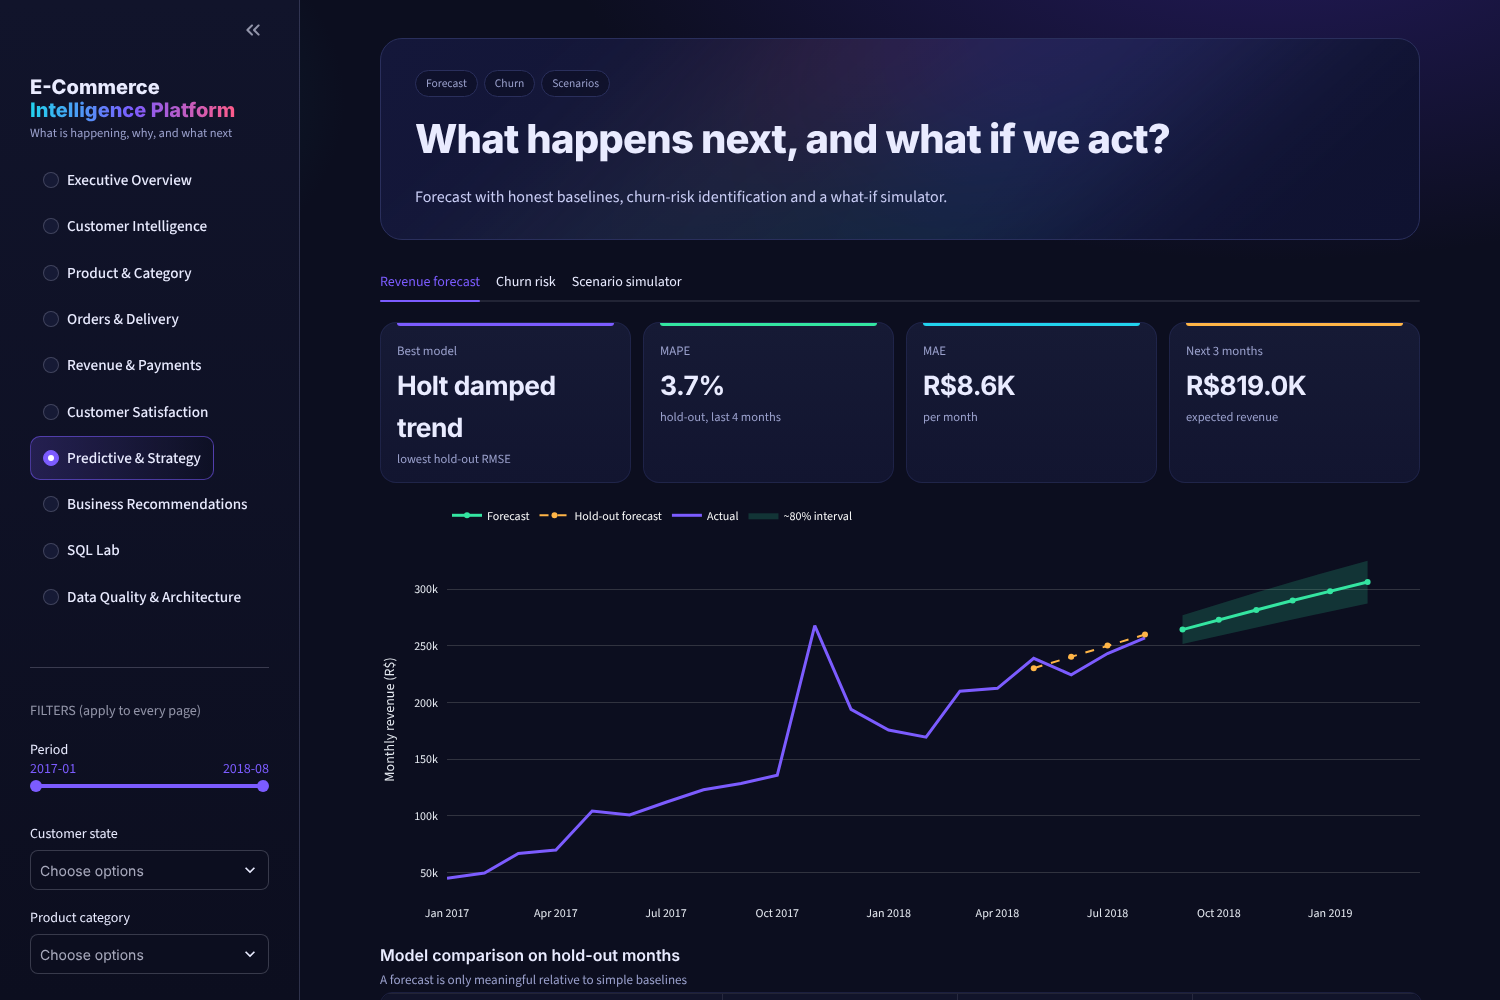 E-Commerce
Intelligence Platform
What is happening, why, and what next
Executive Overview
Customer Intelligence
Product & Category
Orders & Delivery
Revenue & Payments
Customer Satisfaction
Predictive & Strategy
Business Recommendations
SQL Lab
Data Quality & Architecture
FILTERS (apply to every page)
Period
2017-01 2018-08
Customer state
Choose options
Product category
Choose options
Forecast Churn Scenarios
What happens next, and what if we act?
Forecast with honest baselines, churn-risk identification and a what-if simulator.
Revenue forecast Churn risk Scenario simulator
Best model
Holt damped
trend
lowest hold-out RMSE
MAPE
3.7%
hold-out, last 4 months
MAE
R$8.6K
per month
Next 3 months
R$819.0K
expected revenue
Forecast Hold-out forecast Actual ~80% interval
Monthly revenue (R$)
300k
250k
200k
150k
100k
50k
Jan 2017 Apr 2017 Jul 2017 Oct 2017 Jan 2018 Apr 2018 Jul 2018 Oct 2018 Jan 2019
Model comparison on hold-out months
A forecast is only meaningful relative to simple baselines